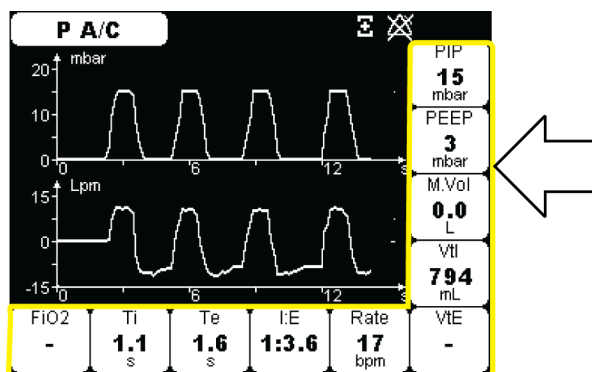 P A/C
mbar
20
10
0
0 6 12 s
Lpm
15
0
-15
0 6 12 s
PIP
15
mbar
PEEP
3
mbar
M.Vol
0.0
L
VtI
794
mL
FiO2 Ti Te I:E Rate VtE
- 1.1 1.6 1:3.6 17 -
s s bpm